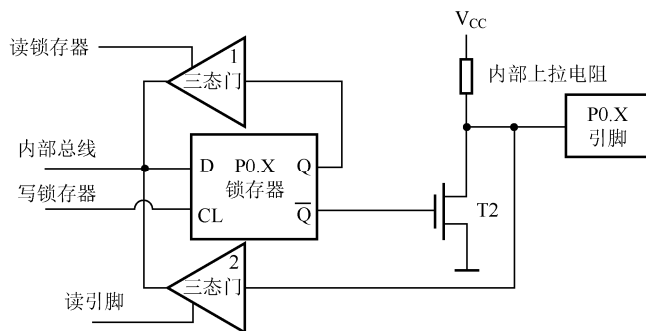 V_CC
读锁存器
1
三态门
内部上拉电阻
P0.X
引脚
内部总线
D
P0.X
锁存器
Q
写锁存器
CL
Q̅
T2
2
三态门
读引脚